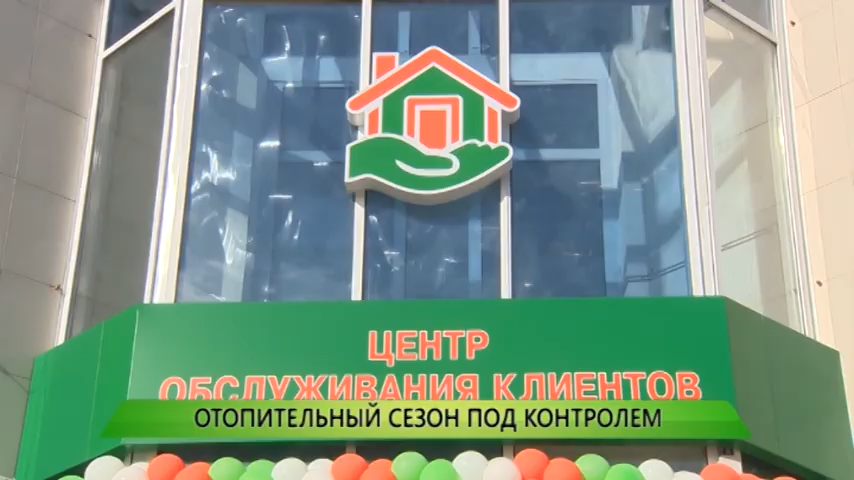 ЦЕНТР
ОБСЛУЖИВАНИЯ КЛИЕНТОВ
ОТОПИТЕЛЬНЫЙ СЕЗОН ПОД КОНТРОЛЕМ